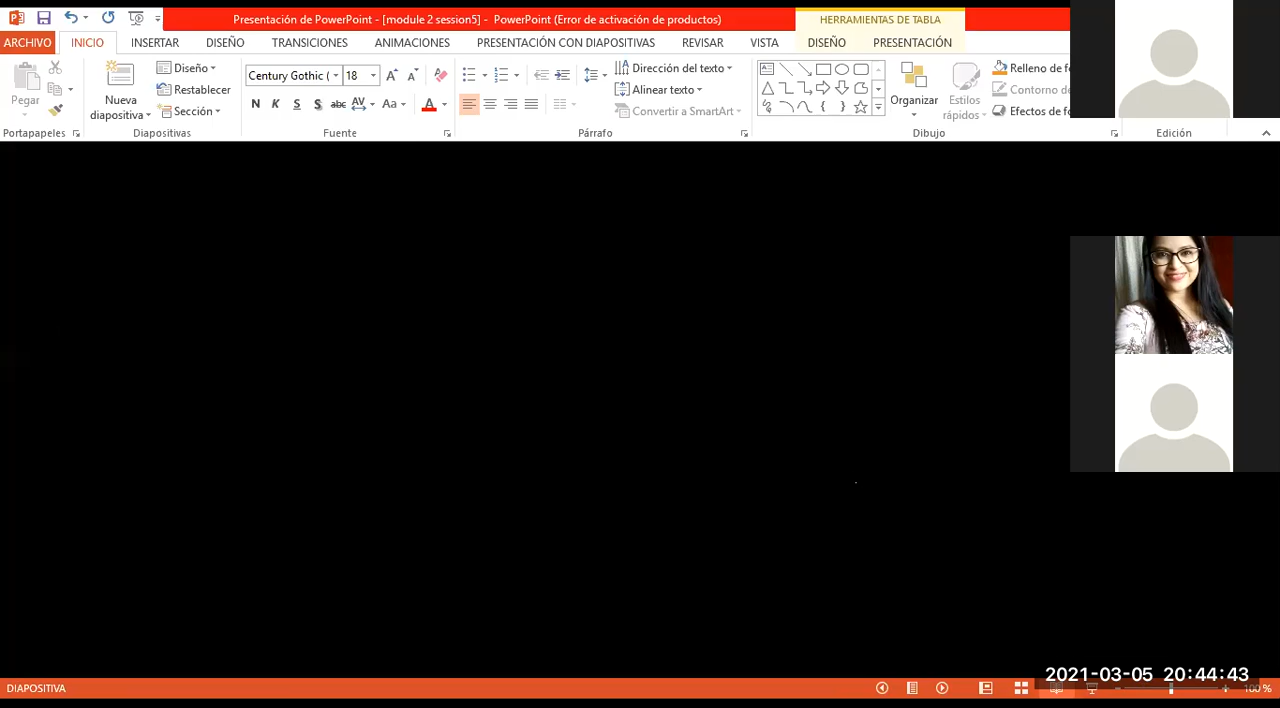 Presentación de PowerPoint - [module 2 session5] - PowerPoint (Error de activación de productos)
HERRAMIENTAS DE TABLA
ARCHIVO INICIO INSERTAR DISEÑO TRANSICIONES ANIMACIONES PRESENTACIÓN CON DIAPOSITIVAS REVISAR VISTA DISEÑO PRESENTACIÓN
Pegar
Nueva diapositiva
Diseño
Restablecer
Sección
Century Gothic ( 18
N K S S abc AV Aa A
Dirección del texto
Alinear texto
Convertir a SmartArt
Organizar
Estilos rápidos
Relleno de fo
Contorno d
Efectos de fo
Portapapeles Diapositivas Fuente Párrafo Dibujo Edición
2021-03-05 20:44:43
DIAPOSITIVA 100 %